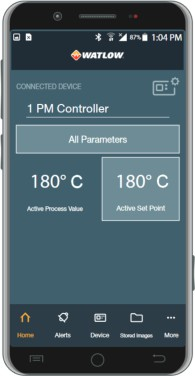 87% 1:04 PM
WATLOW
CONNECTED DEVICE
1 PM Controller
All Parameters
180° C
Active Process Value
180° C
Active Set Point
Home Alerts Device Stored Images More